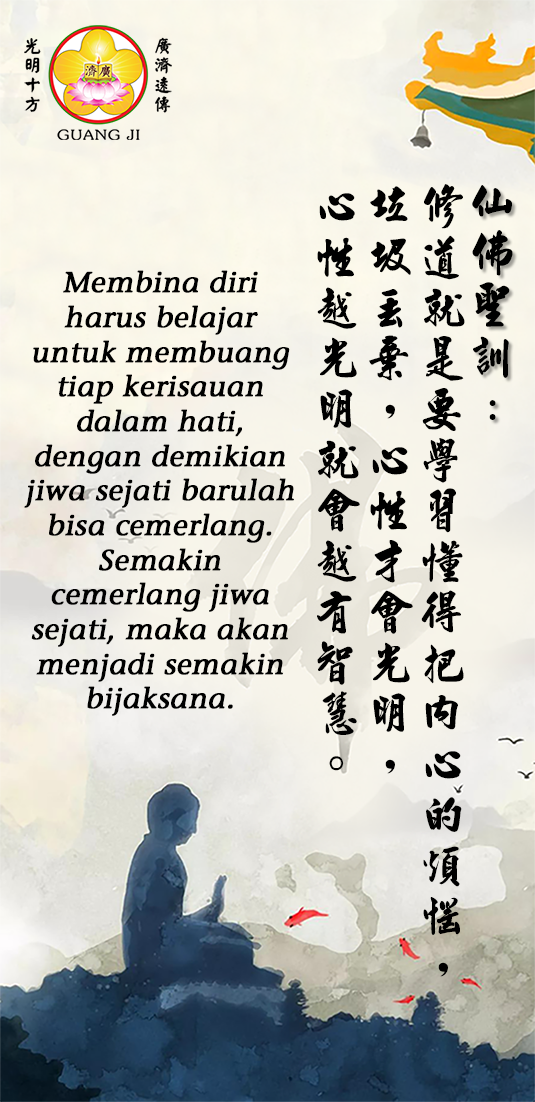 光明十方
廣濟遠傳
濟廣
GUANG JI
仙佛聖訓：
修道就是要學習懂得把內心的煩惱，
垃圾丟棄，心性才會光明，
心性越光明就會越有智慧。
Membina diri
harus belajar
untuk membuang
tiap kerisauan
dalam hati,
dengan demikian
jiwa sejati barulah
bisa cemerlang.
Semakin
cemerlang jiwa
sejati, maka akan
menjadi semakin
bijaksana.
佛